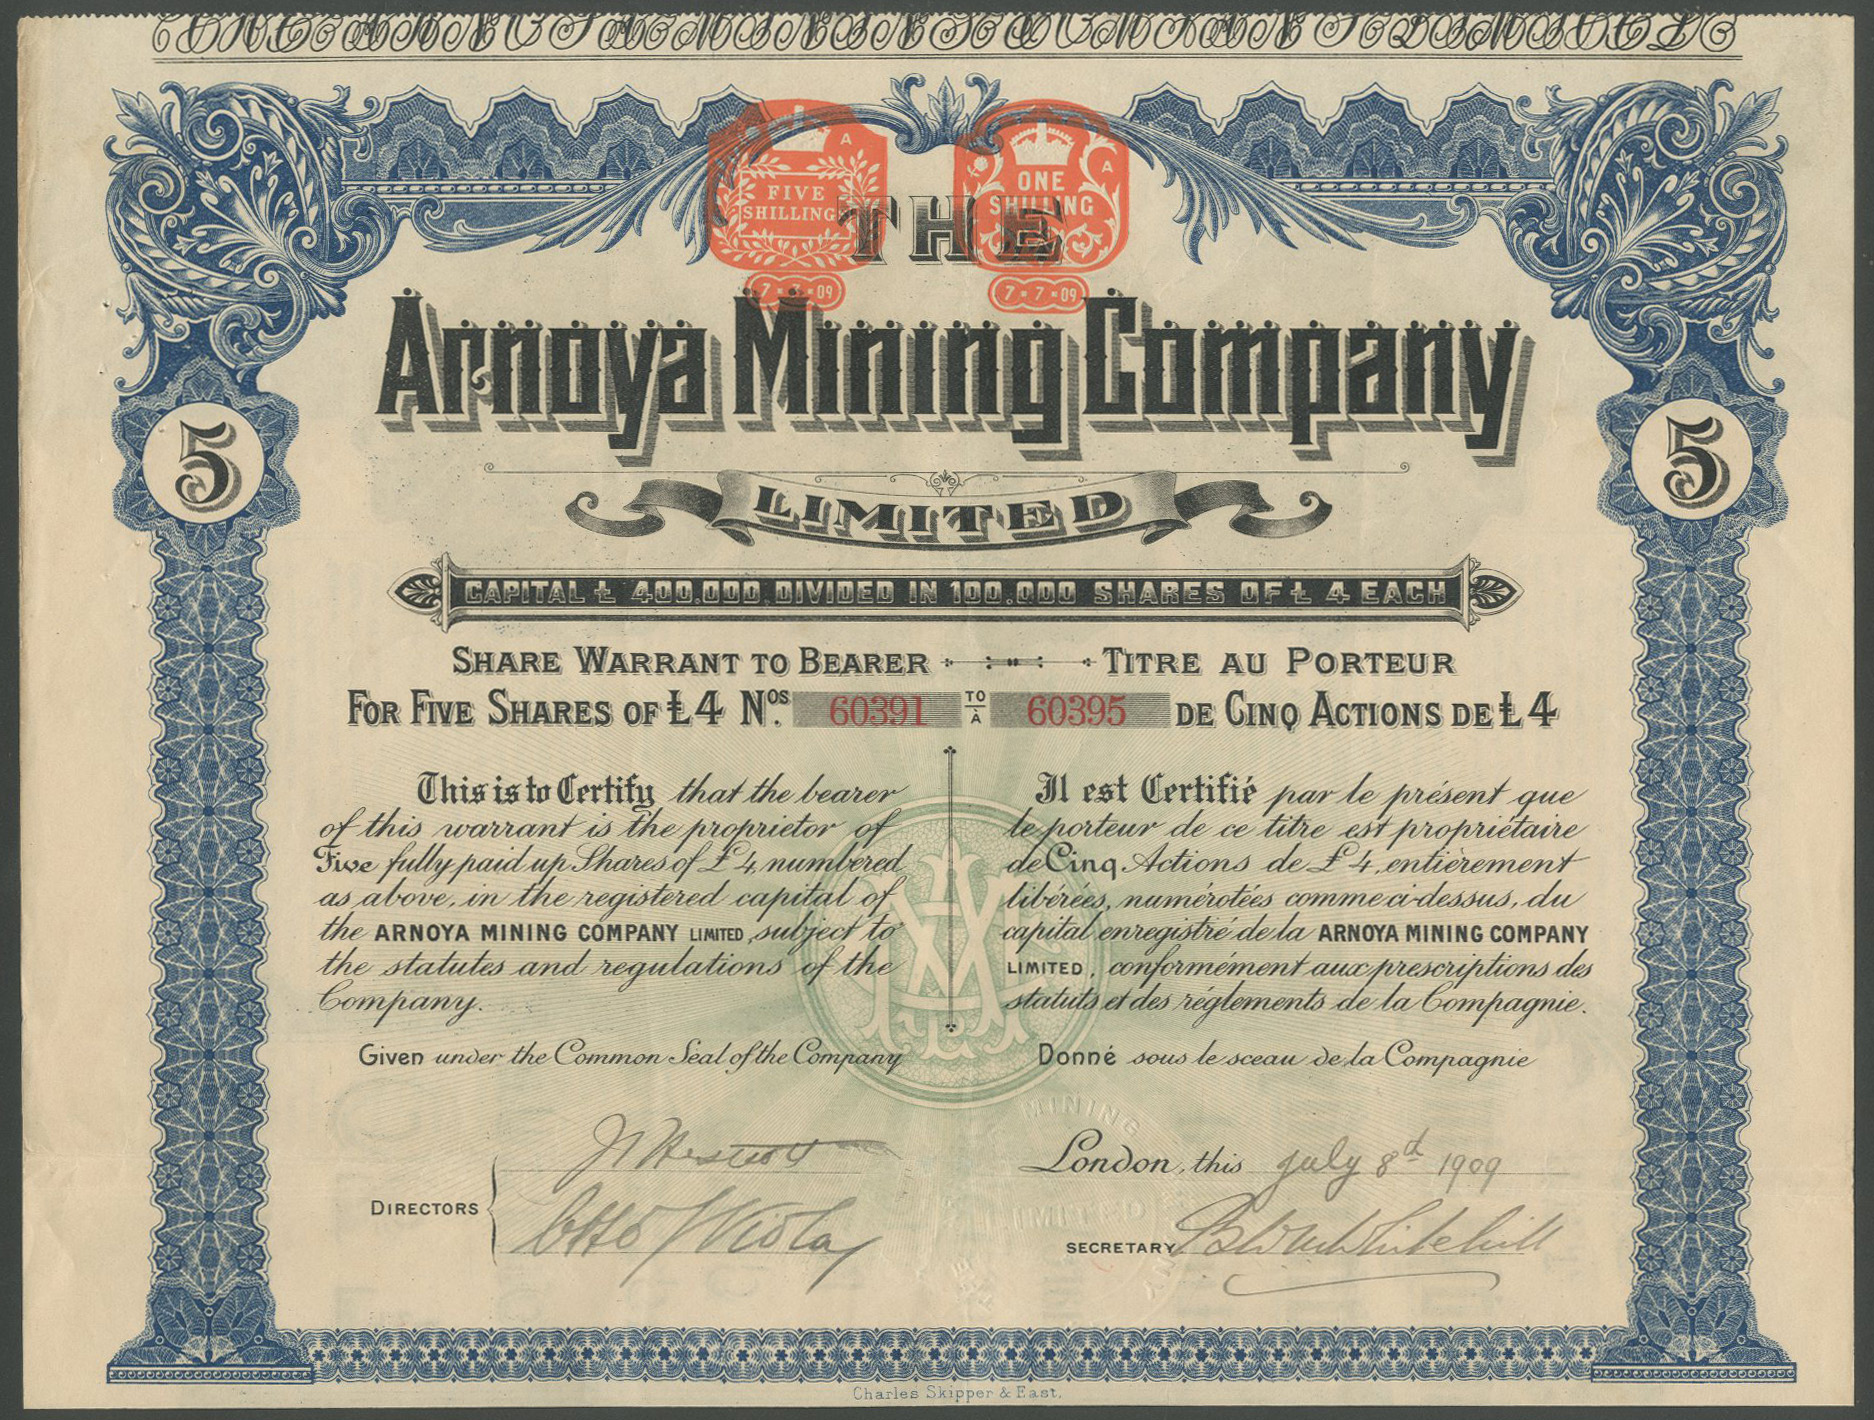 FIVE
SHILLING
A
7 • 7 • 09
ONE
SHILLING
A
7 • 7 • 09
THE
Arnoya Mining Company
LIMITED
5
5
CAPITAL £ 400.000 DIVIDED IN 100.000 SHARES OF £ 4 EACH
SHARE WARRANT TO BEARER TITRE AU PORTEUR
FOR FIVE SHARES OF £4 Nos. 60391 TO À 60395 DE CINQ ACTIONS DE £4
This is to Certify that the bearer
of this warrant is the proprietor of
Five fully paid up Shares of £4, numbered
as above, in the registered capital of
the ARNOYA MINING COMPANY LIMITED, subject to
the statutes and regulations of the
Company.
Given under the Common Seal of the Company
Il est Certifié par le présent que
le porteur de ce titre est propriétaire
de Cinq Actions de £4, entièrement
libérées, numérotées comme ci-dessus, du
capital enregistré de la ARNOYA MINING COMPANY
LIMITED, conformément aux prescriptions des
statuts et des réglements de la Compagnie.
Donné sous le sceau de la Compagnie
MINING
LIMITED
London, this July 8th 1909
DIRECTORS
SECRETARY
Charles Skipper & East.